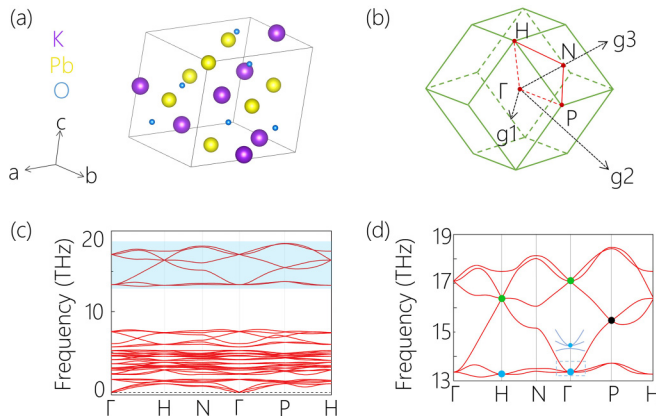 (a)
K
Pb
O
c
a
b
(b)
H
N
g3
Γ
P
g1
g2
(c)
Frequency (THz)
20
10
0
Γ H N Γ P H
(d)
Frequency (THz)
19
17
15
13
Γ H N Γ P H